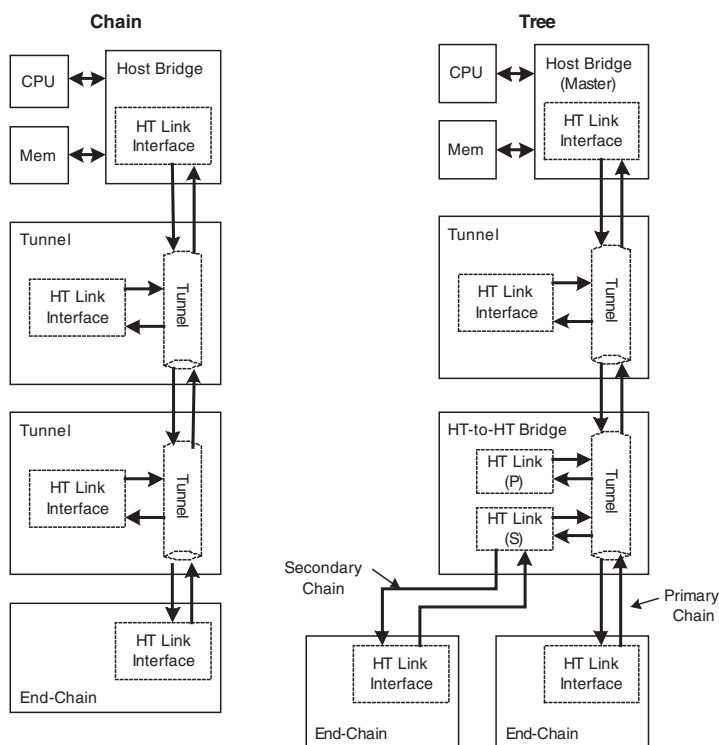 Chain
CPU
Mem
Host Bridge
HT Link
Interface
Tunnel
HT Link
Interface
Tunnel
Tunnel
HT Link
Interface
Tunnel
HT Link
Interface
End-Chain
Tree
CPU
Mem
Host Bridge
(Master)
HT Link
Interface
Tunnel
HT Link
Interface
Tunnel
HT-to-HT Bridge
HT Link
(P)
HT Link
(S)
Tunnel
Secondary
Chain
Primary
Chain
HT Link
Interface
End-Chain
HT Link
Interface
End-Chain